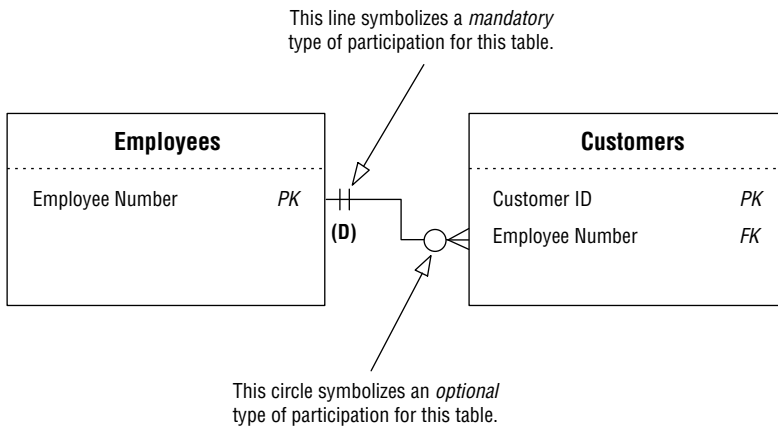 This line symbolizes a mandatory
type of participation for this table.
Employees
Employee Number PK
(D)
Customers
Customer ID PK
Employee Number FK
This circle symbolizes an optional
type of participation for this table.